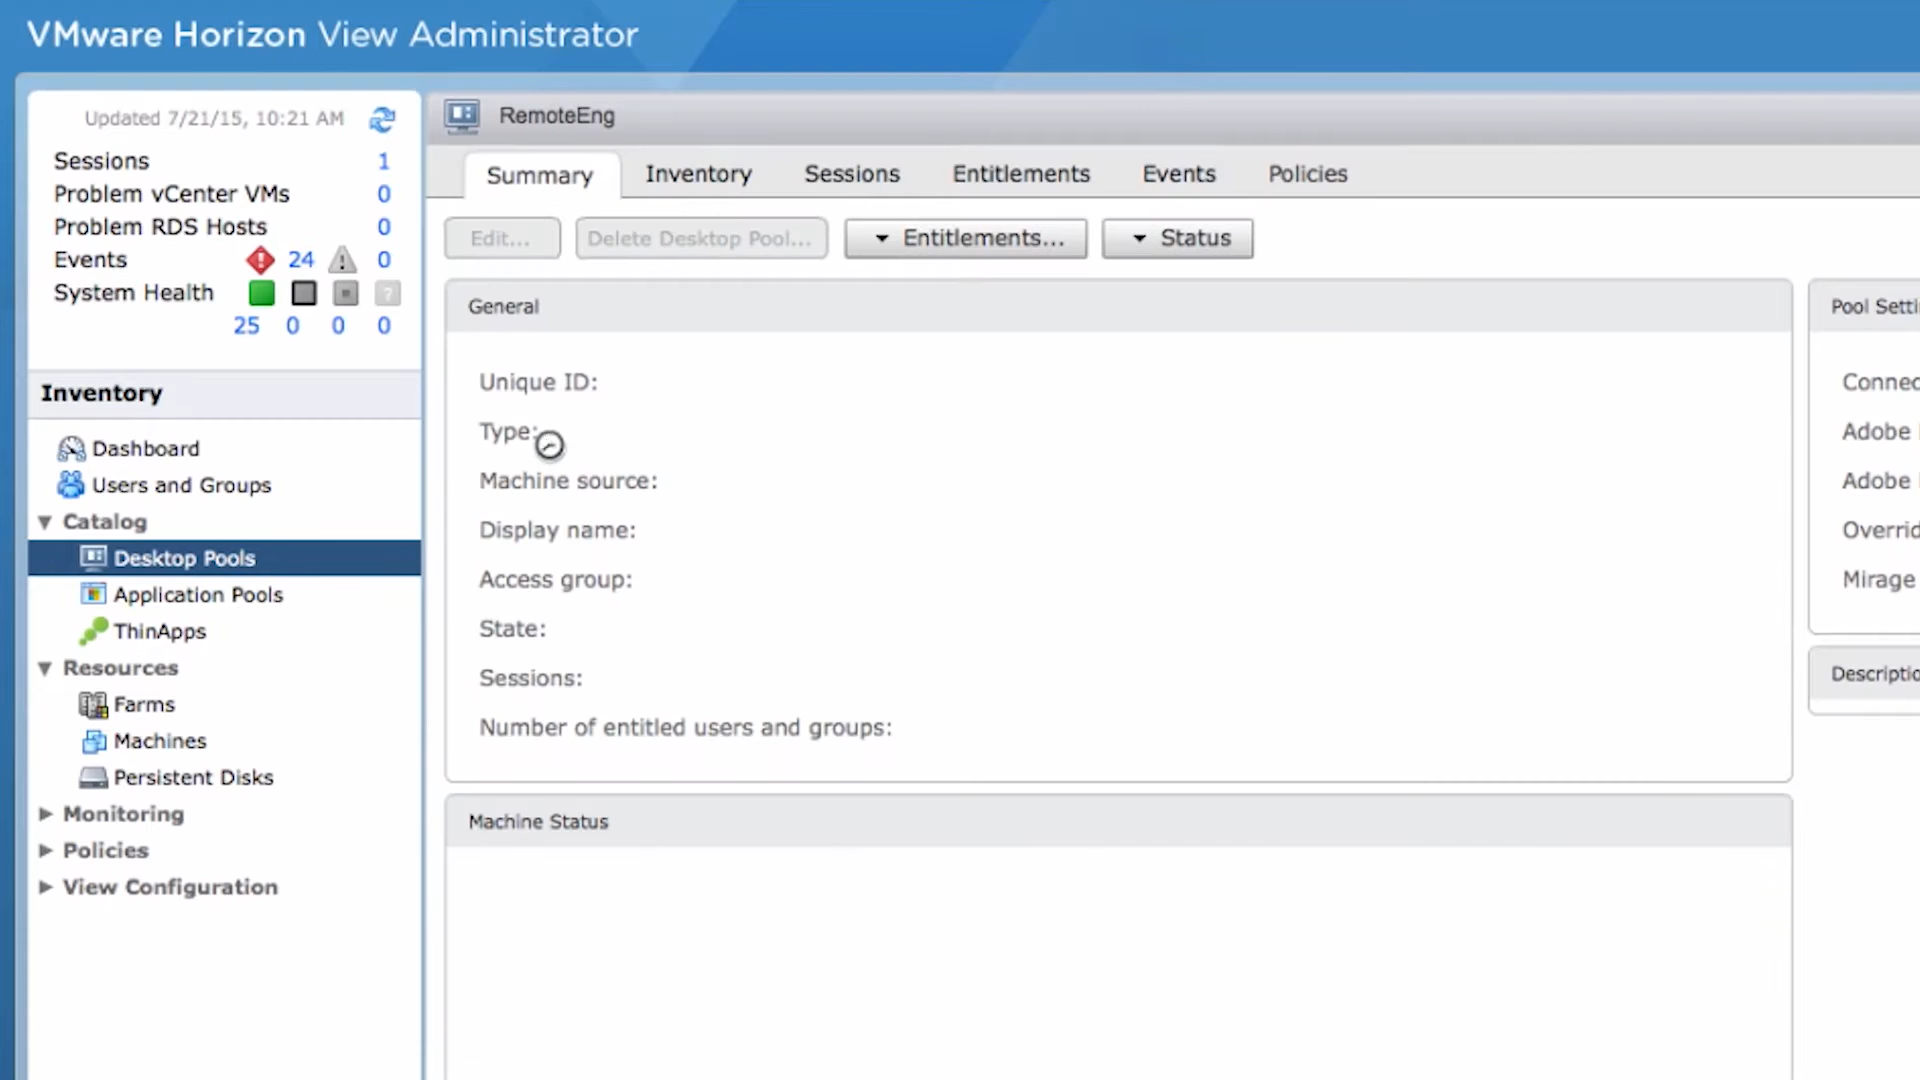 VMware Horizon View Administrator
Updated 7/21/15, 10:21 AM
Sessions 1
Problem vCenter VMs 0
Problem RDS Hosts 0
Events 24 0
System Health
25 0 0 0
Inventory
Dashboard
Users and Groups
Catalog
Desktop Pools
Application Pools
ThinApps
Resources
Farms
Machines
Persistent Disks
Monitoring
Policies
View Configuration
RemoteEng
Summary Inventory Sessions Entitlements Events Policies
Edit... Delete Desktop Pool... Entitlements... Status
General
Unique ID:
Type:
Machine source:
Display name:
Access group:
State:
Sessions:
Number of entitled users and groups:
Machine Status
Pool Setti
Connec
Adobe
Adobe
Overrid
Mirage
Descriptio